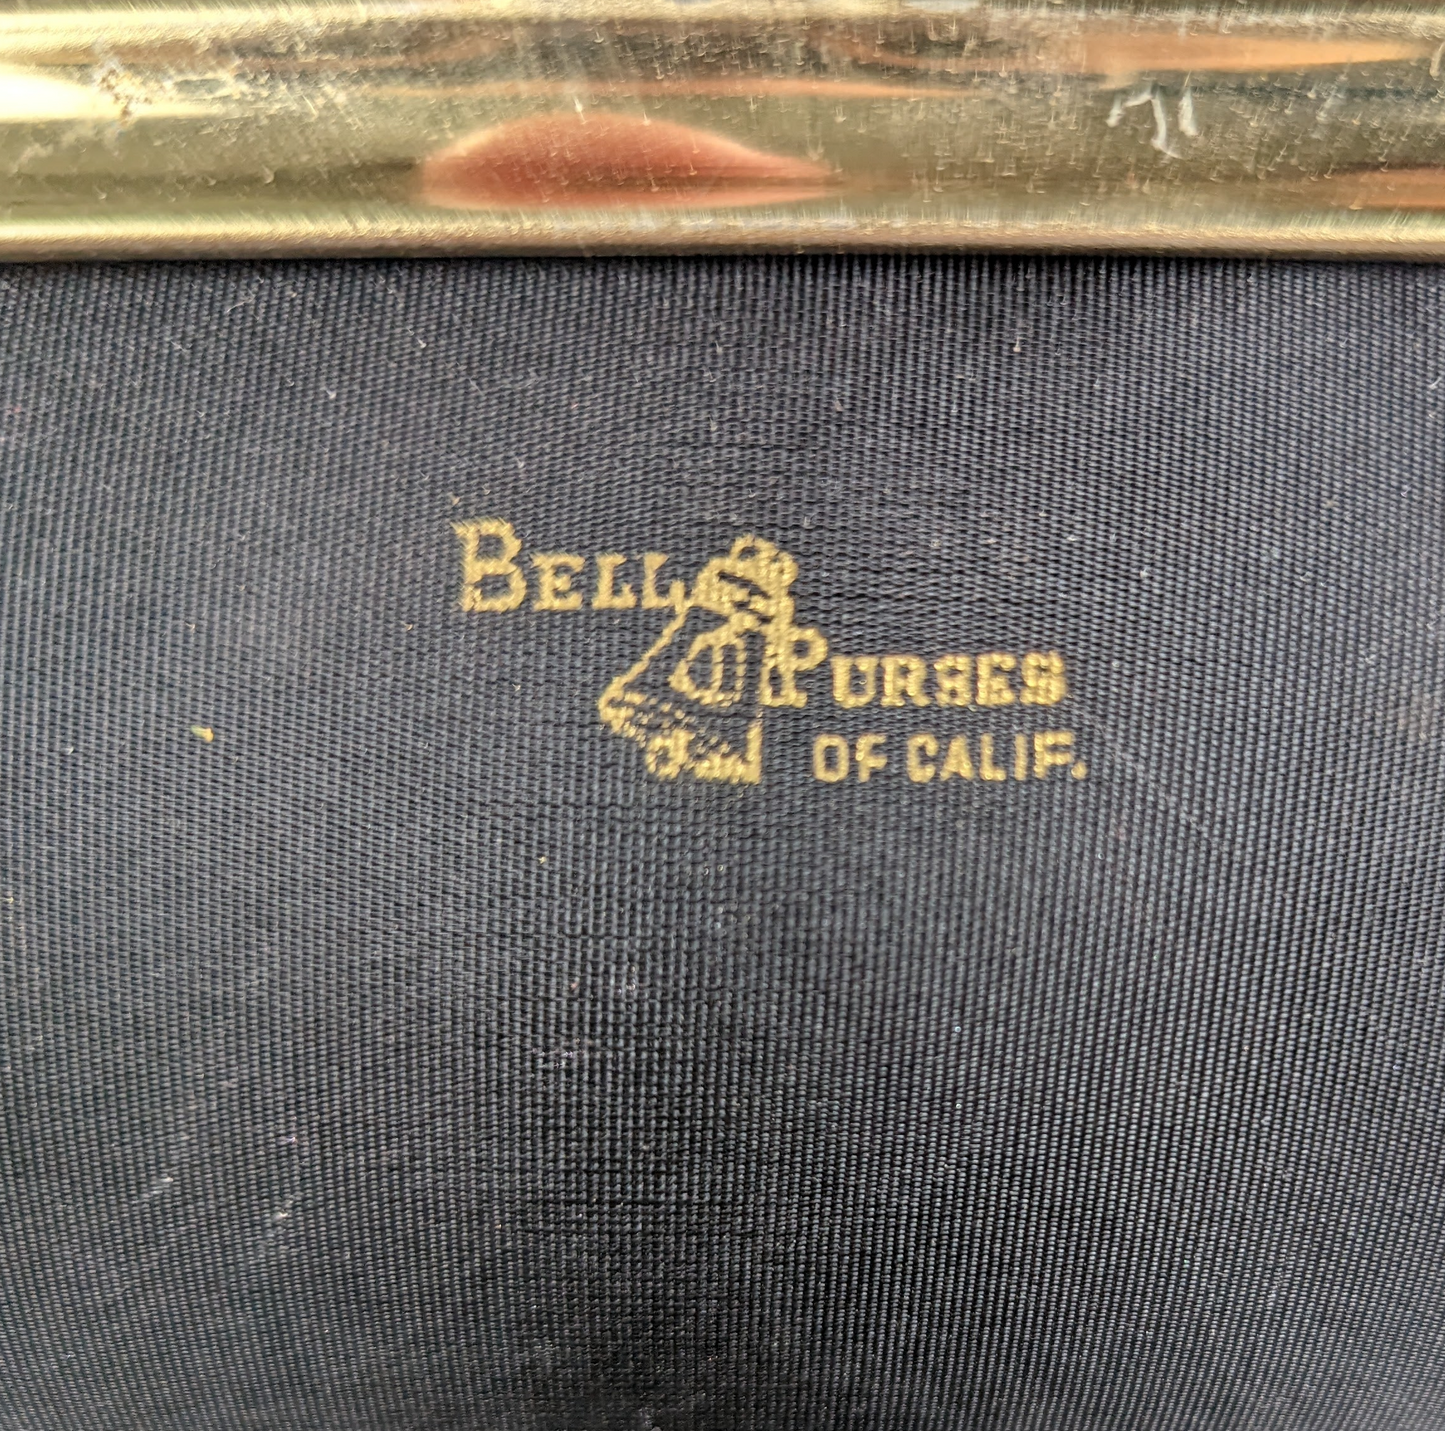 BELL
PURSES
OF CALIF.